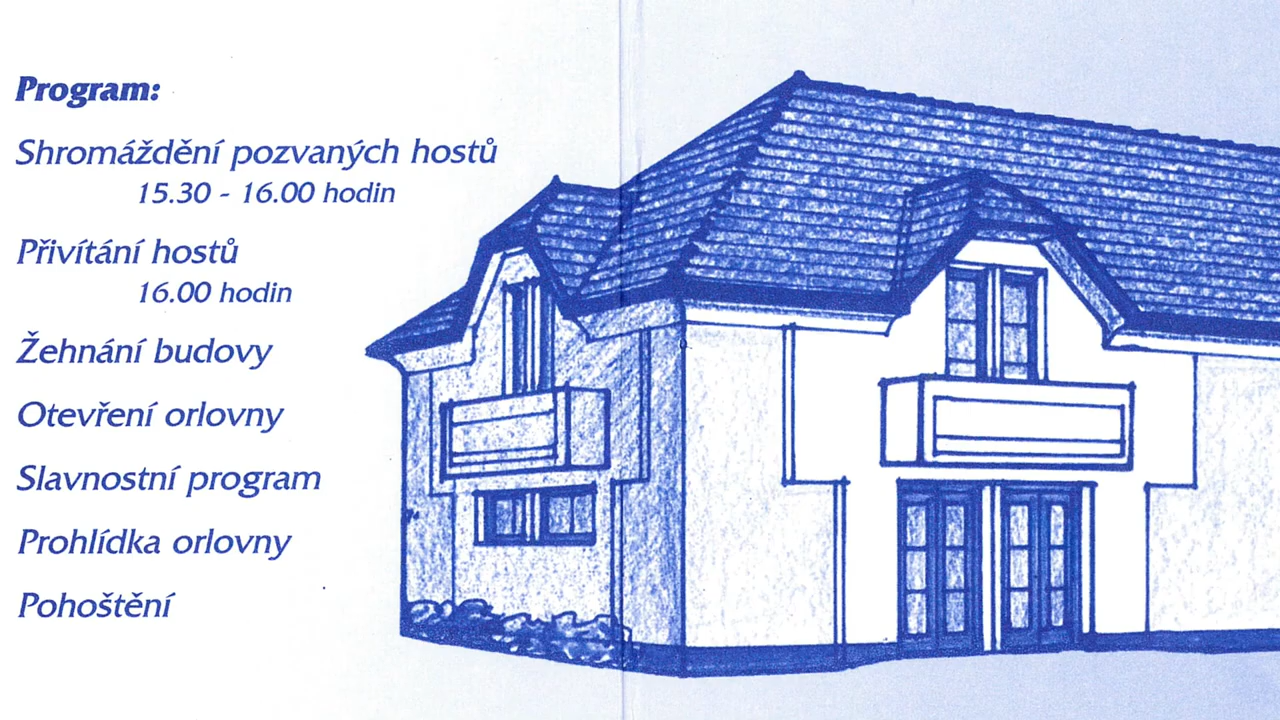 Program:
Shromáždění pozvaných hostů
15.30 - 16.00 hodin
Přivítání hostů
16.00 hodin
Žehnání budovy
Otevření orlovny
Slavnostní program
Prohlídka orlovny
Pohoštění